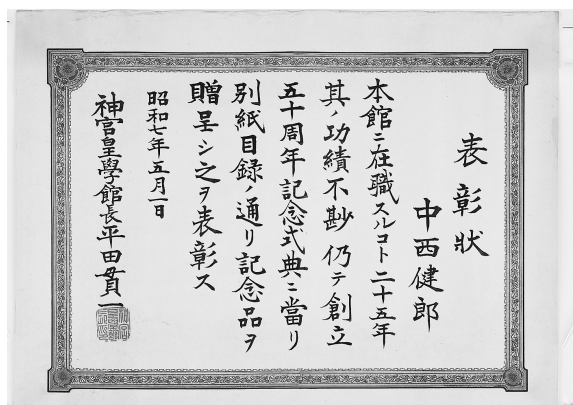 表彰狀
中西健郎
本館ニ在職スルコト二十五年
其ノ功績不尠仍テ創立
五十周年記念式典ニ當リ
別紙目録ノ通リ記念品ヲ
贈呈シ之ヲ表彰ス
昭和七年五月一日
神宮皇學館長平田貫一